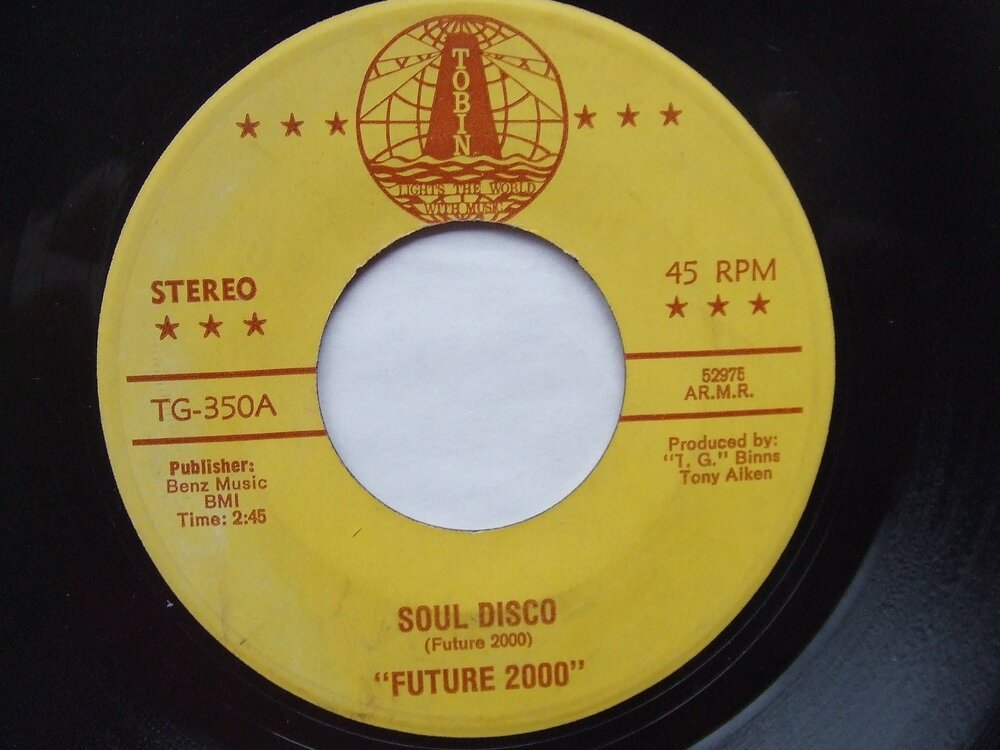 TOBIN
LIGHTS THE WORLD
WITH MUSIC
STEREO
45 RPM
TG-350A
52975
AR.M.R.
Publisher:
Benz Music
BMI
Time: 2:45
Produced by:
"T. G." Binns
Tony Aiken
SOUL DISCO
(Future 2000)
"FUTURE 2000"